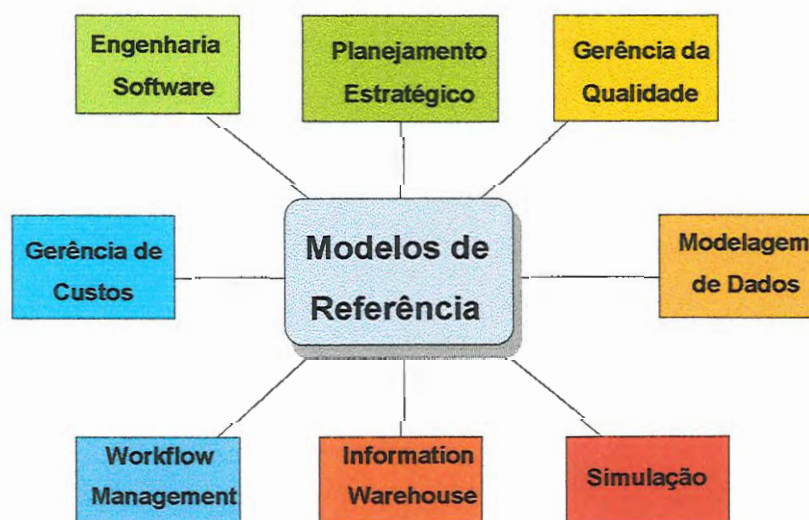 Engenharia
Software
Planejamento
Estratégico
Gerência da
Qualidade
Gerência de
Custos
Modelos de
Referência
Modelagem
de Dados
Workflow
Management
Information
Warehouse
Simulação